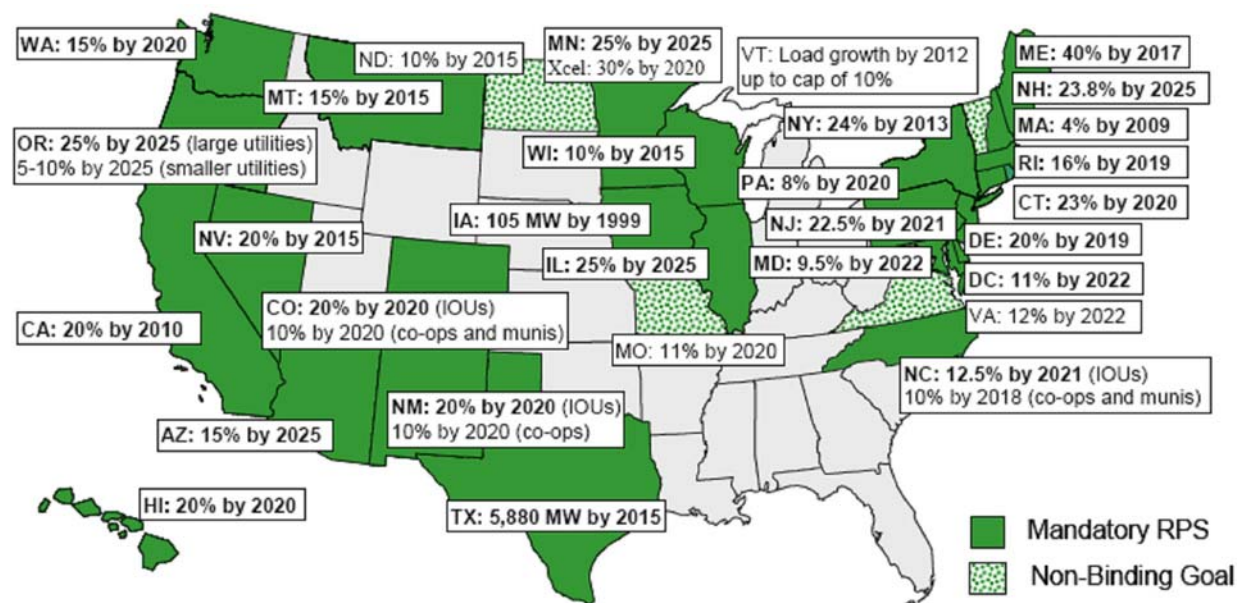 WA: 15% by 2020
ND: 10% by 2015
MN: 25% by 2025
Xcel: 30% by 2020
VT: Load growth by 2012
up to cap of 10%
ME: 40% by 2017
MT: 15% by 2015
NH: 23.8% by 2025
NY: 24% by 2013
MA: 4% by 2009
OR: 25% by 2025 (large utilities)
5-10% by 2025 (smaller utilities)
WI: 10% by 2015
RI: 16% by 2019
PA: 8% by 2020
CT: 23% by 2020
IA: 105 MW by 1999
NJ: 22.5% by 2021
NV: 20% by 2015
DE: 20% by 2019
IL: 25% by 2025
MD: 9.5% by 2022
DC: 11% by 2022
CO: 20% by 2020 (IOUs)
10% by 2020 (co-ops and munis)
VA: 12% by 2022
CA: 20% by 2010
MO: 11% by 2020
NC: 12.5% by 2021 (IOUs)
10% by 2018 (co-ops and munis)
NM: 20% by 2020 (IOUs)
10% by 2020 (co-ops)
AZ: 15% by 2025
HI: 20% by 2020
TX: 5,880 MW by 2015
Mandatory RPS
Non-Binding Goal